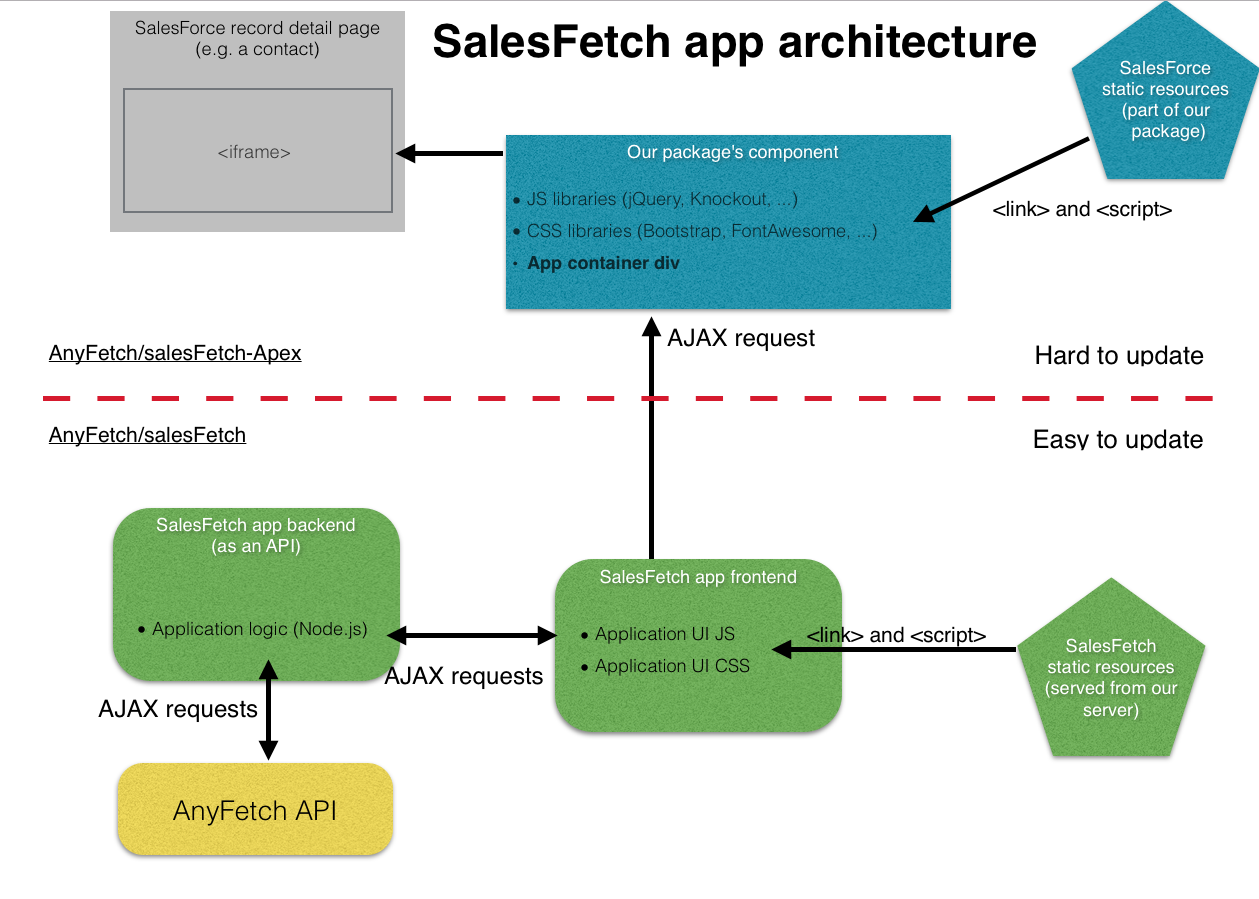 SalesFetch app architecture
SalesForce record detail page
(e.g. a contact)
<iframe>
SalesForce
static resources
(part of our
package)
Our package's component
• JS libraries (jQuery, Knockout, ...)
• CSS libraries (Bootstrap, FontAwesome, ...)
• App container div
<link> and <script>
AJAX request
AnyFetch/salesFetch-Apex
Hard to update
AnyFetch/salesFetch
Easy to update
SalesFetch app backend
(as an API)
• Application logic (Node.js)
SalesFetch app frontend
• Application UI JS
• Application UI CSS
<link> and <script>
SalesFetch
static resources
(served from our
server)
AJAX requests
AJAX requests
AnyFetch API